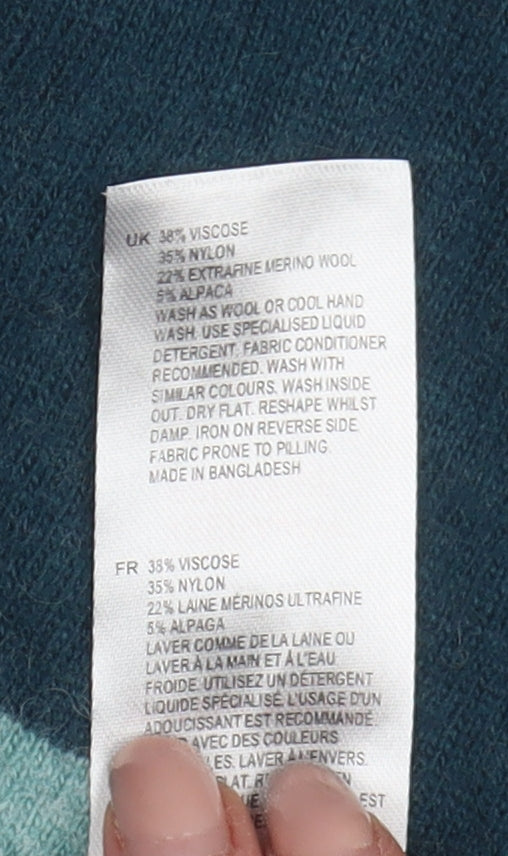 UK 38% VISCOSE
35% NYLON
22% EXTRAFINE MERINO WOOL
5% ALPACA
WASH AS WOOL OR COOL HAND
WASH. USE SPECIALISED LIQUID
DETERGENT. FABRIC CONDITIONER
RECOMMENDED. WASH WITH
SIMILAR COLOURS. WASH INSIDE
OUT. DRY FLAT. RESHAPE WHILST
DAMP. IRON ON REVERSE SIDE.
FABRIC PRONE TO PILLING.
MADE IN BANGLADESH
FR 38% VISCOSE
35% NYLON
22% LAINE MÉRINOS ULTRAFINE
5% ALPAGA
LAVER COMME DE LA LAINE OU
LAVER À LA MAIN ET À L'EAU
FROIDE. UTILISEZ UN DÉTERGENT
LIQUIDE SPÉCIALISÉ. L'USAGE D'UN
ADOUCISSANT EST RECOMMANDÉ.
AVEC DES COULEURS
LAVER À L'ENVERS.
EST